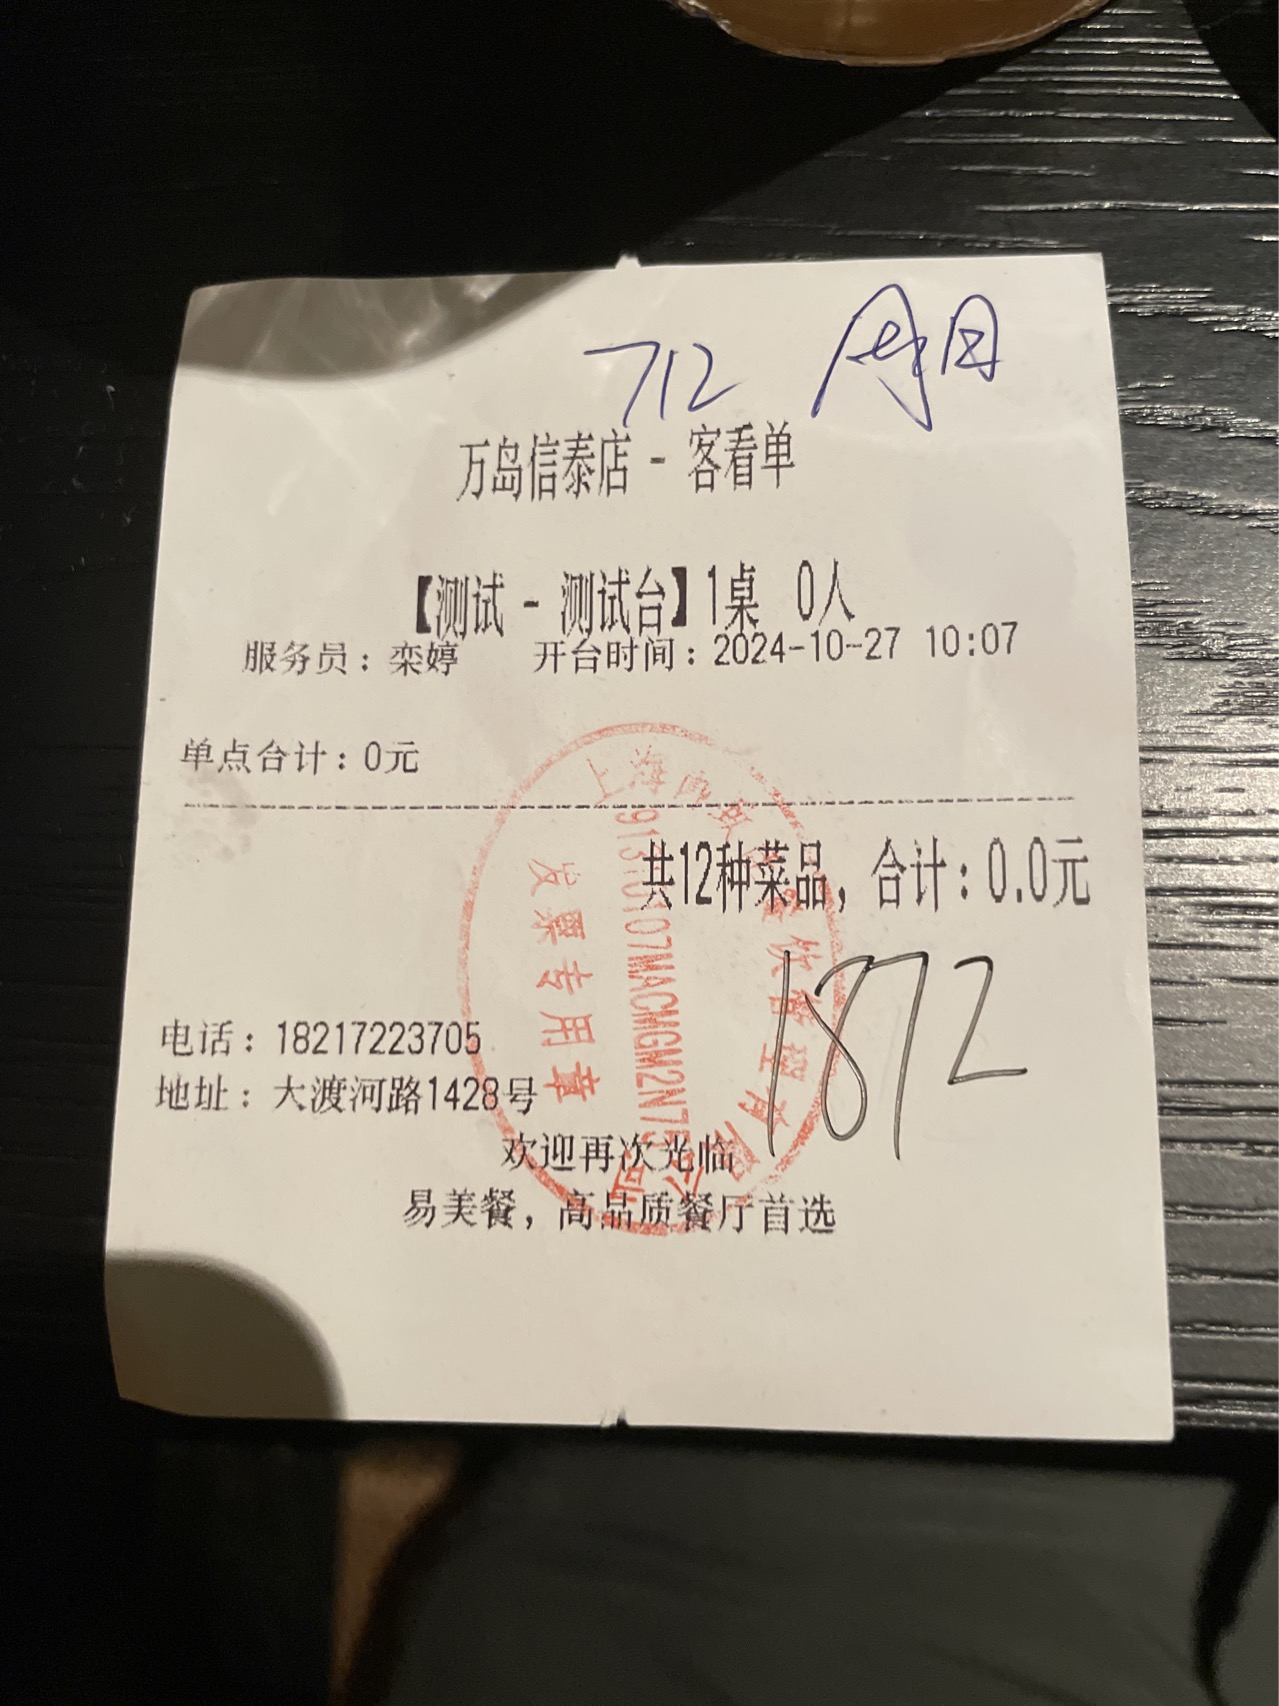 712
万岛信泰店 - 客看单
【测试 - 测试台】1桌 0人
服务员：栾婷 开台时间：2024-10-27 10:07
单点合计：0元
共12种菜品，合计：0.0元
1872
电话：18217223705
地址：大渡河路1428号
欢迎再次光临
易美餐，高品质餐厅首选
发票专用章